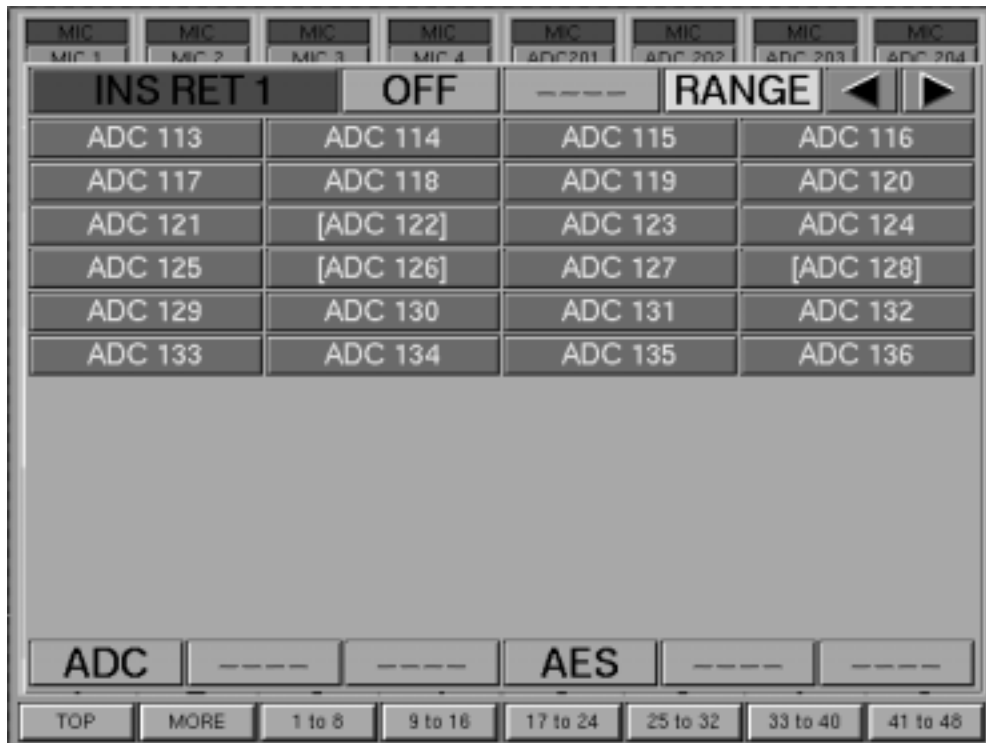 MIC MIC MIC MIC MIC MIC MIC MIC
MIC 1 MIC 2 MIC 3 MIC 4 ADC201 ADC 202 ADC 203 ADC 204
INS RET 1 OFF ---- RANGE
ADC 113 ADC 114 ADC 115 ADC 116
ADC 117 ADC 118 ADC 119 ADC 120
ADC 121 [ADC 122] ADC 123 ADC 124
ADC 125 [ADC 126] ADC 127 [ADC 128]
ADC 129 ADC 130 ADC 131 ADC 132
ADC 133 ADC 134 ADC 135 ADC 136
ADC ---- ---- AES ---- ----
TOP MORE 1 to 8 9 to 16 17 to 24 25 to 32 33 to 40 41 to 48